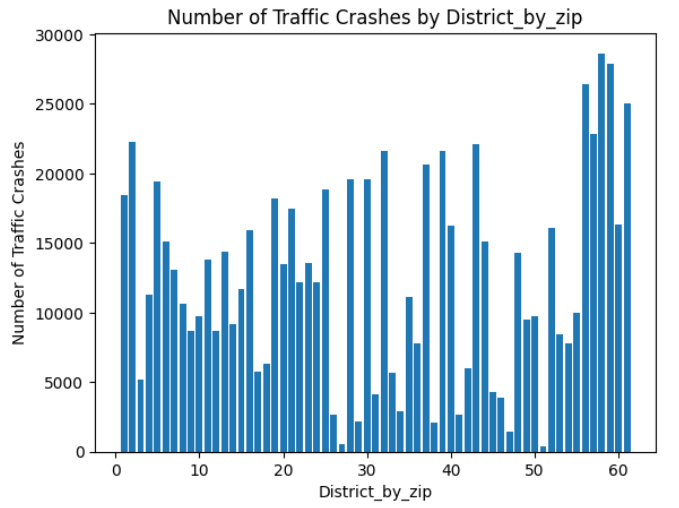 Number of Traffic Crashes by District_by_zip
30000
25000
20000
15000
10000
5000
0
Number of Traffic Crashes
0 10 20 30 40 50 60
District_by_zip